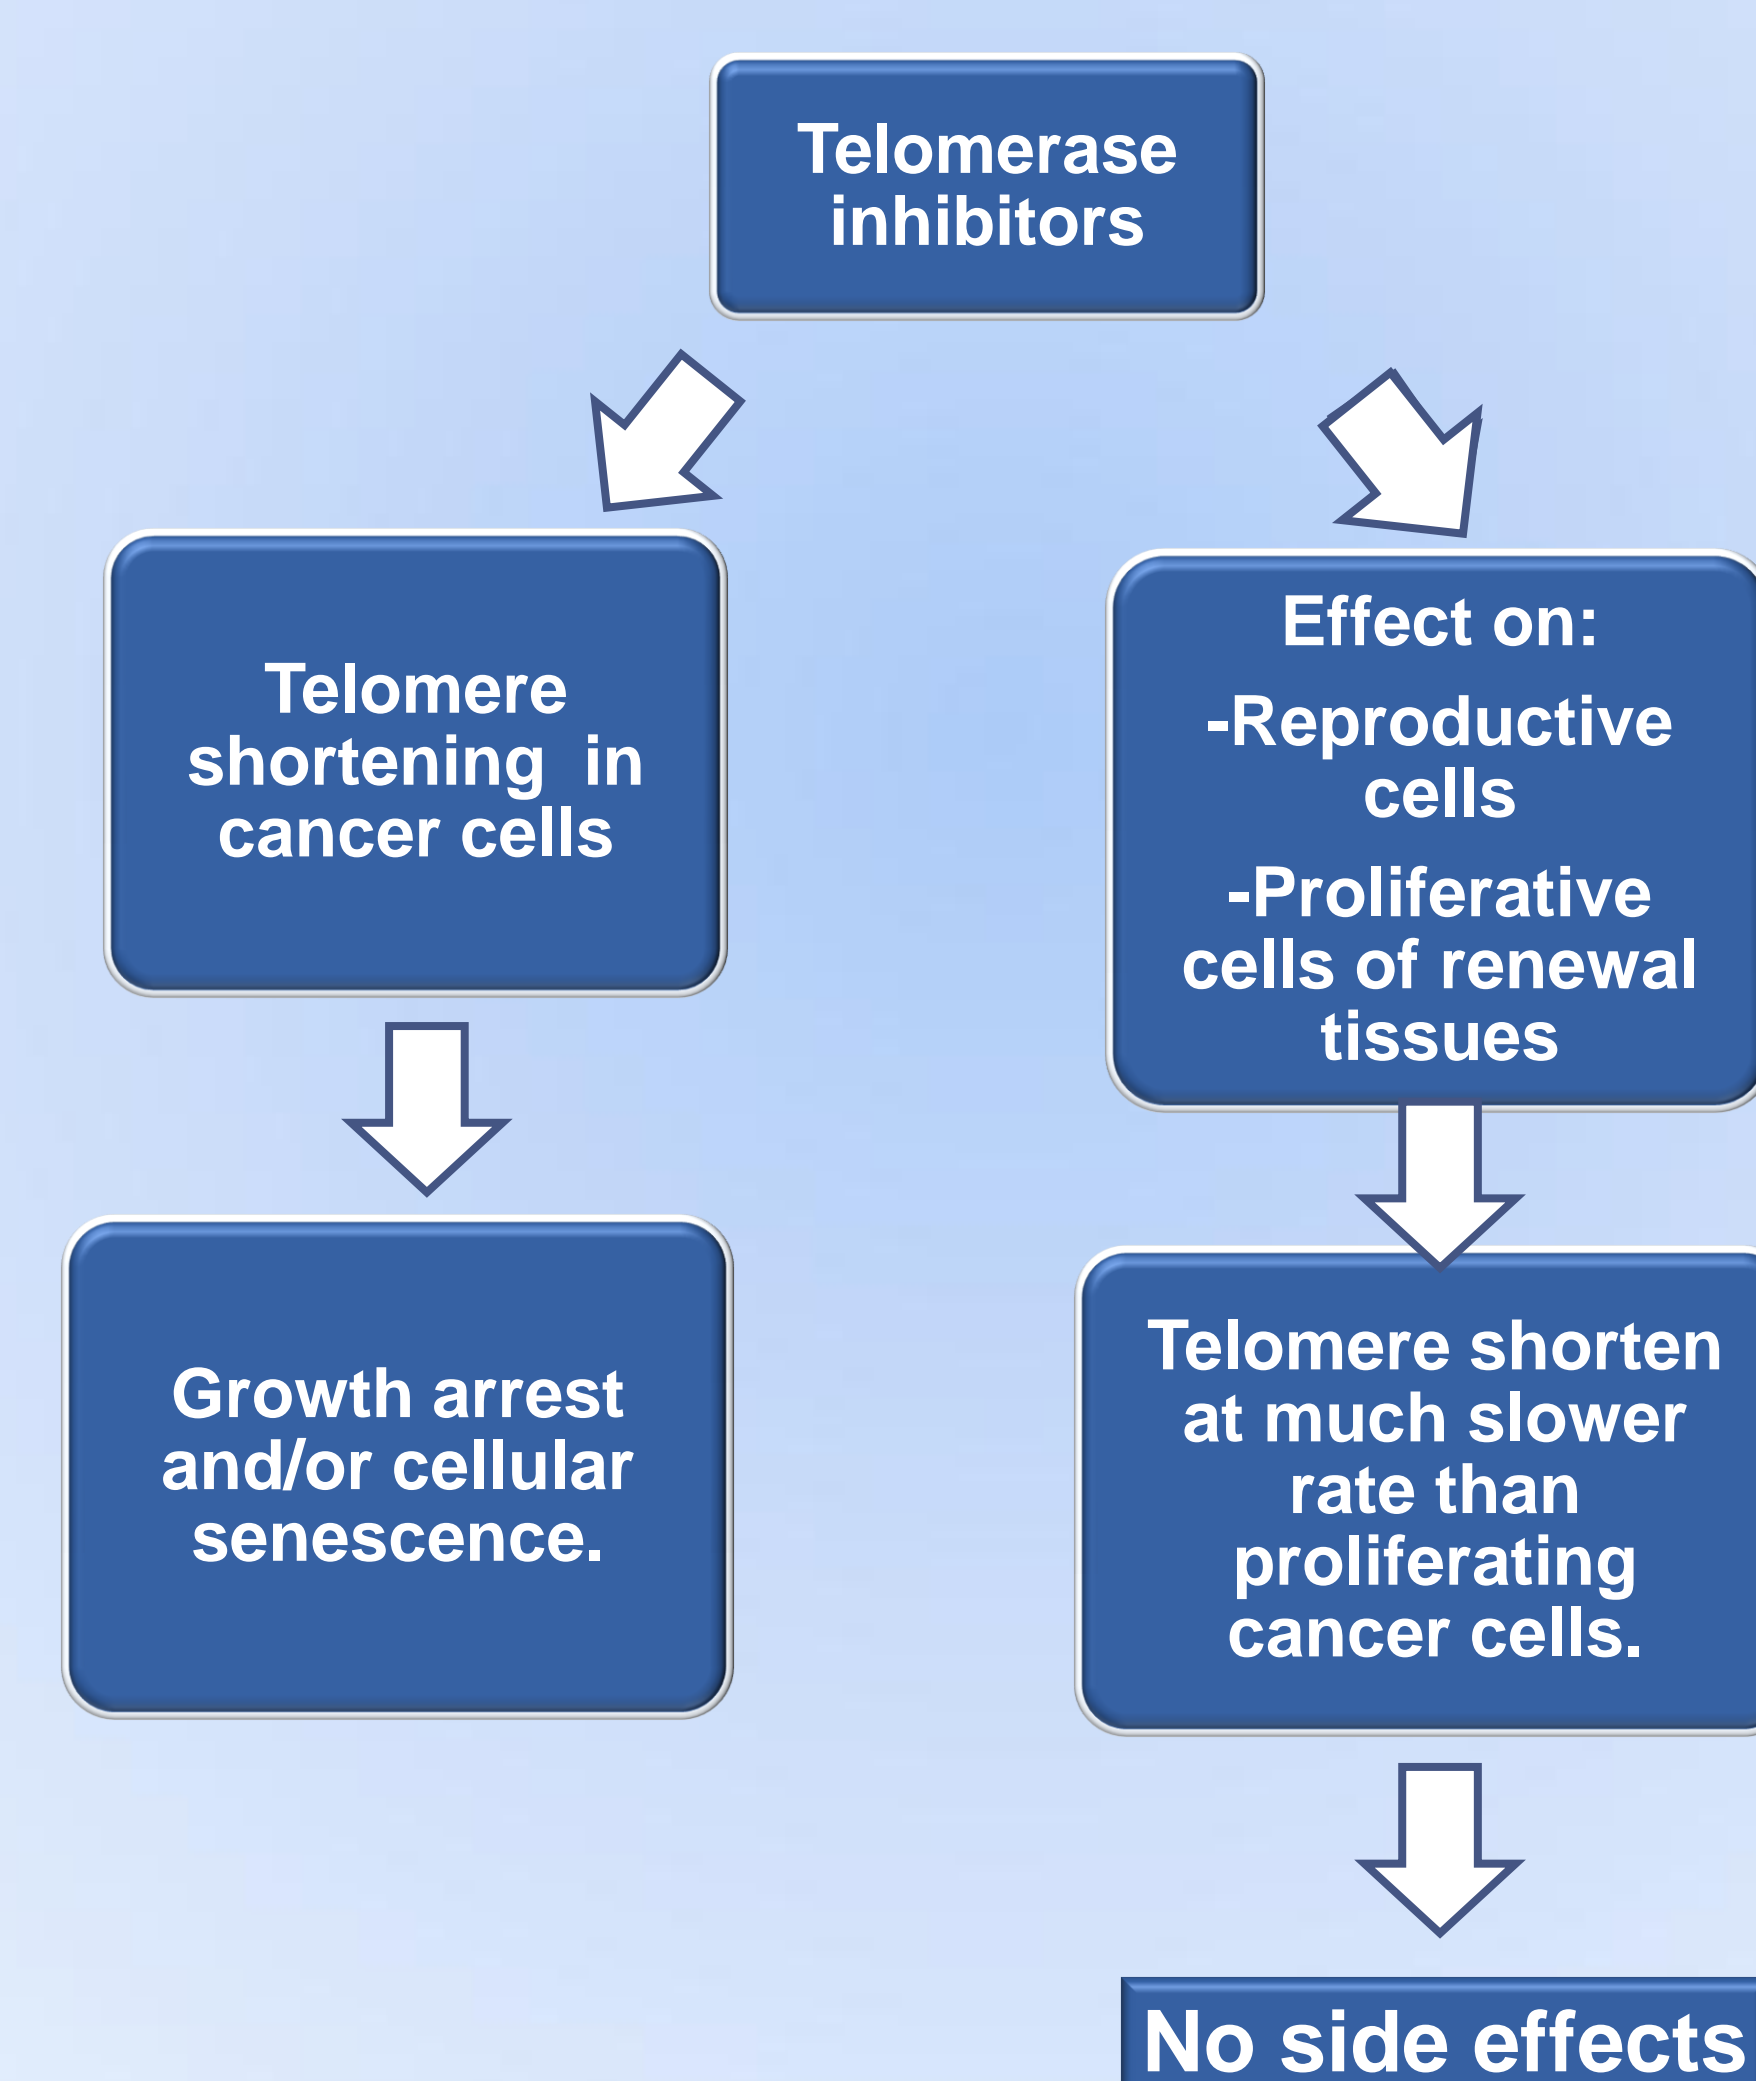 Telomerase
inhibitors
Telomere
shortening  in
cancer cells
Growth arrest
and/or cellular
senescence.
Effect on:
-Reproductive
cells
-Proliferative
cells of renewal
tissues
Telomere shorten
at much slower
rate than
proliferating
cancer cells.
No side effects